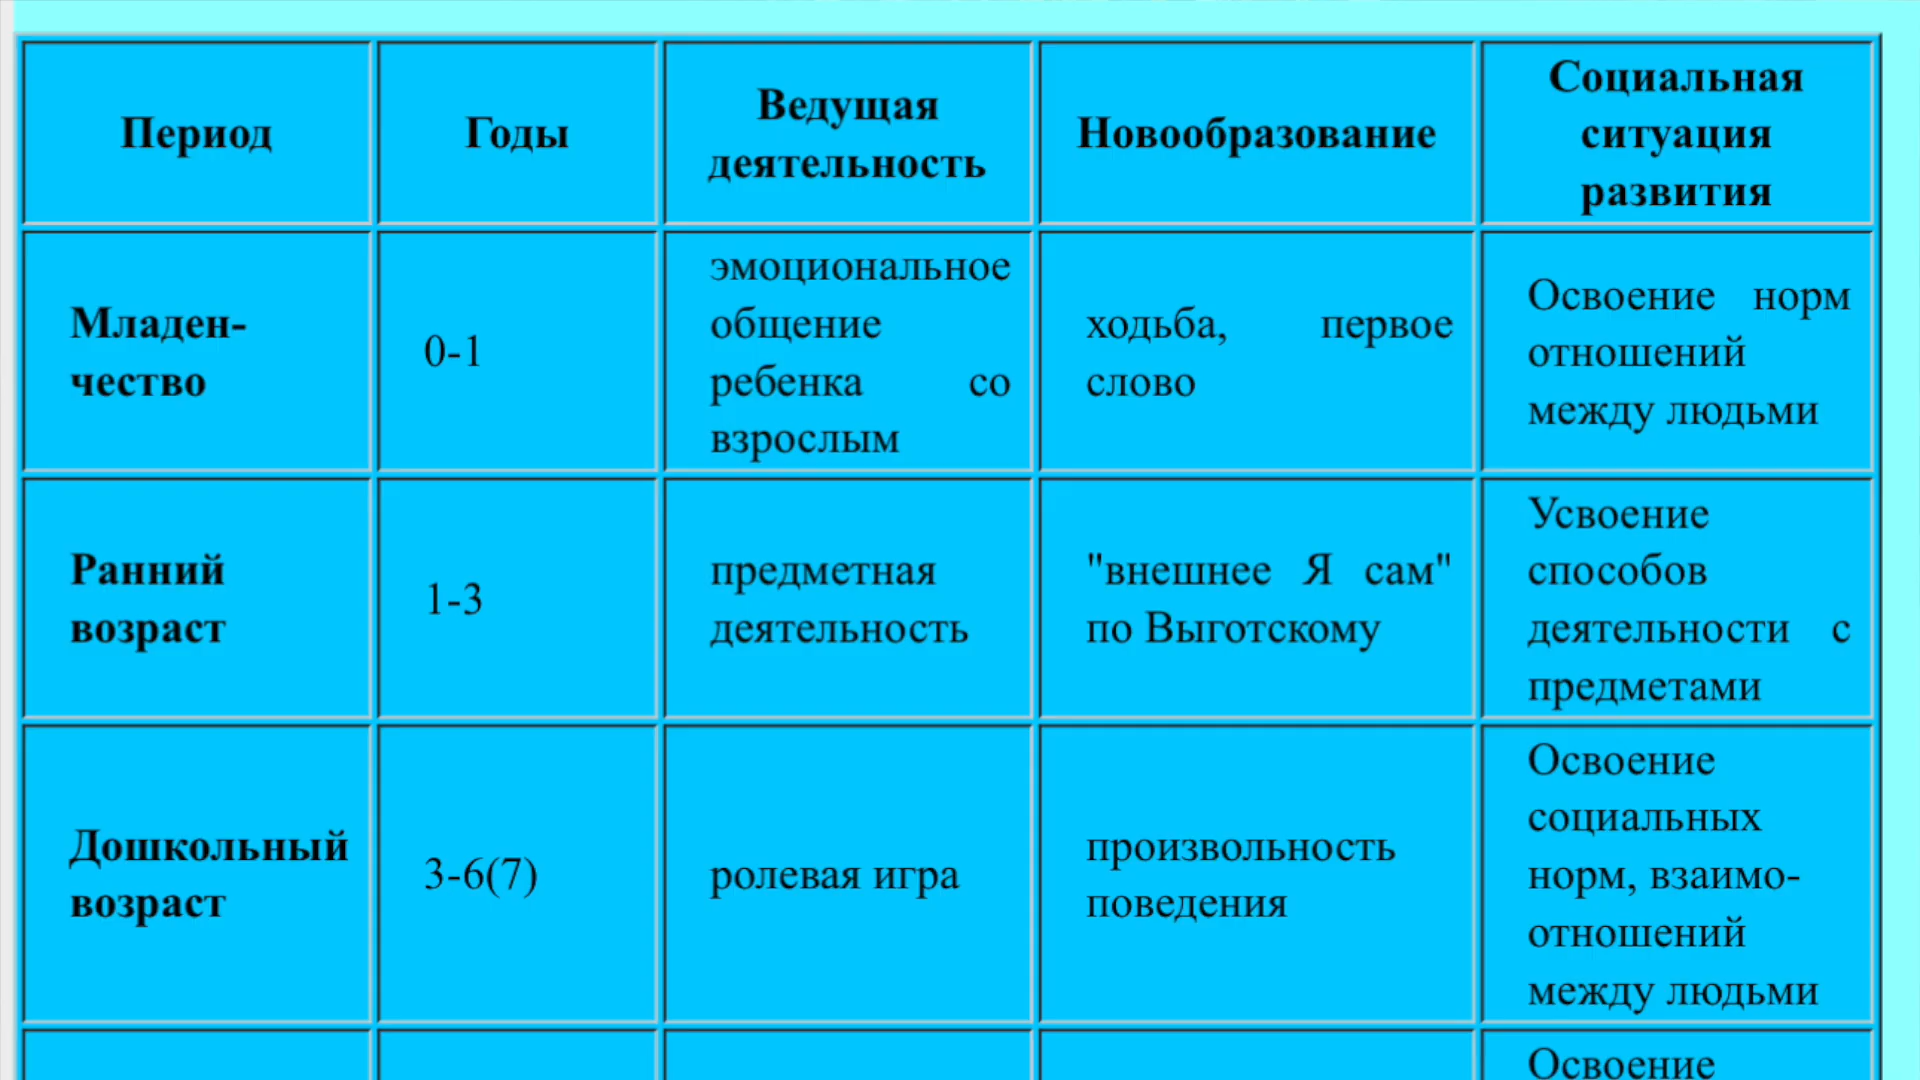 Период
Годы
Ведущая
деятельность
Новообразование
Социальная
ситуация
развития
Младен-
чество
0-1
эмоциональное
общение
ребенка со
взрослым
ходьба, первое
слово
Освоение норм
отношений
между людьми
Ранний
возраст
1-3
предметная
деятельность
"внешнее Я сам"
по Выготскому
Усвоение
способов
деятельности с
предметами
Дошкольный
возраст
3-6(7)
ролевая игра
произвольность
поведения
Освоение
социальных
норм, взаимо-
отношений
между людьми
Освоение